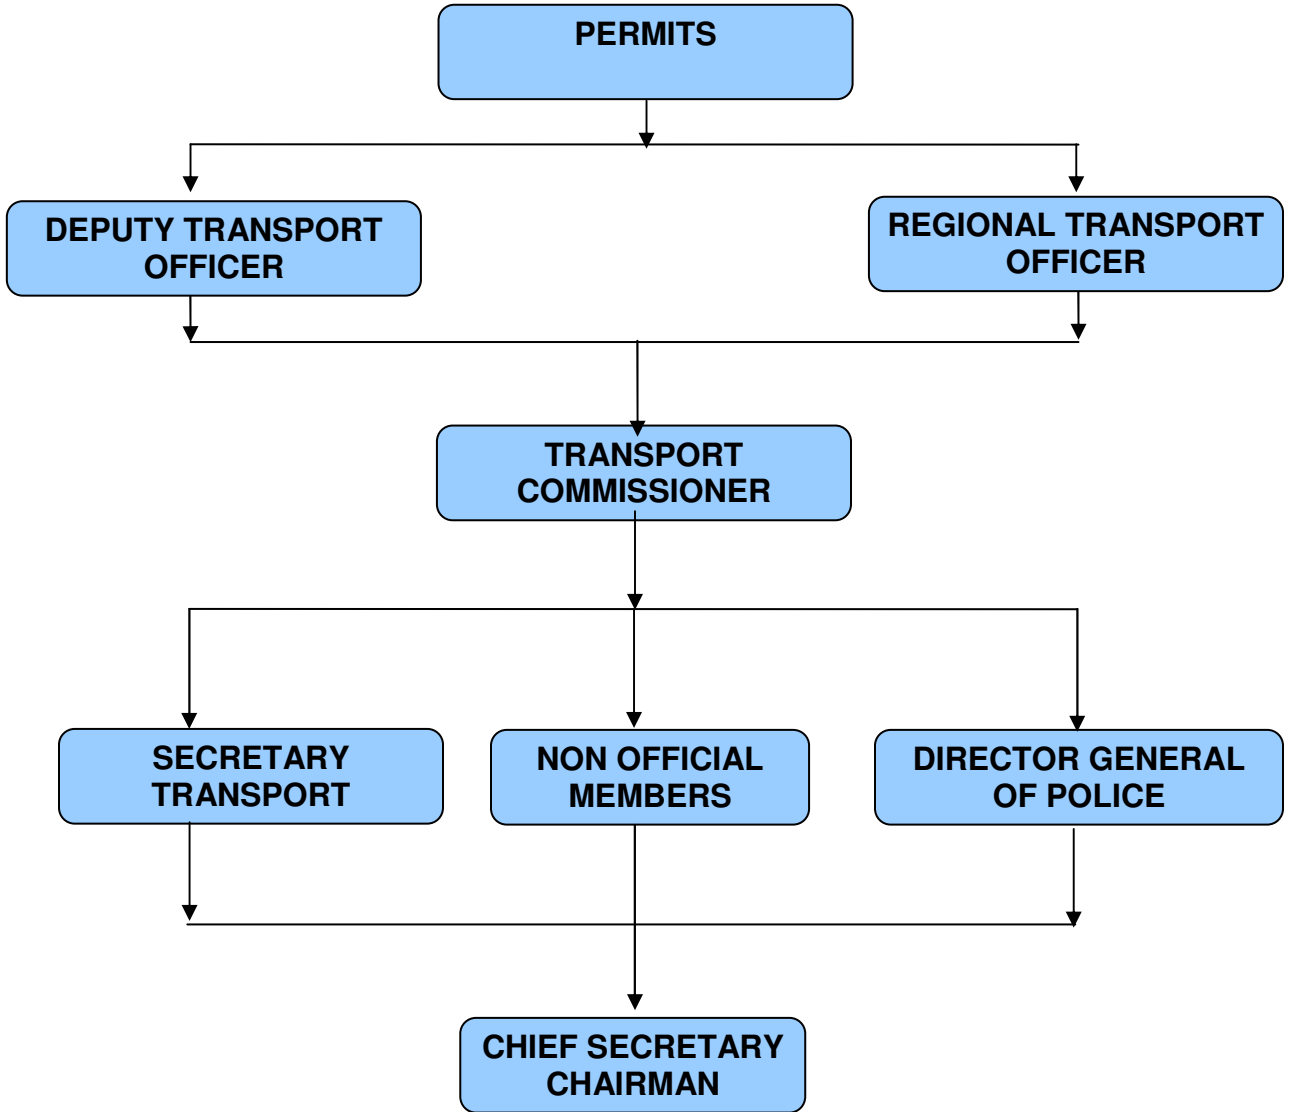 PERMITS
DEPUTY TRANSPORT
OFFICER
REGIONAL TRANSPORT
OFFICER
TRANSPORT
COMMISSIONER
SECRETARY
TRANSPORT
NON OFFICIAL
MEMBERS
DIRECTOR GENERAL
OF POLICE
CHIEF SECRETARY
CHAIRMAN